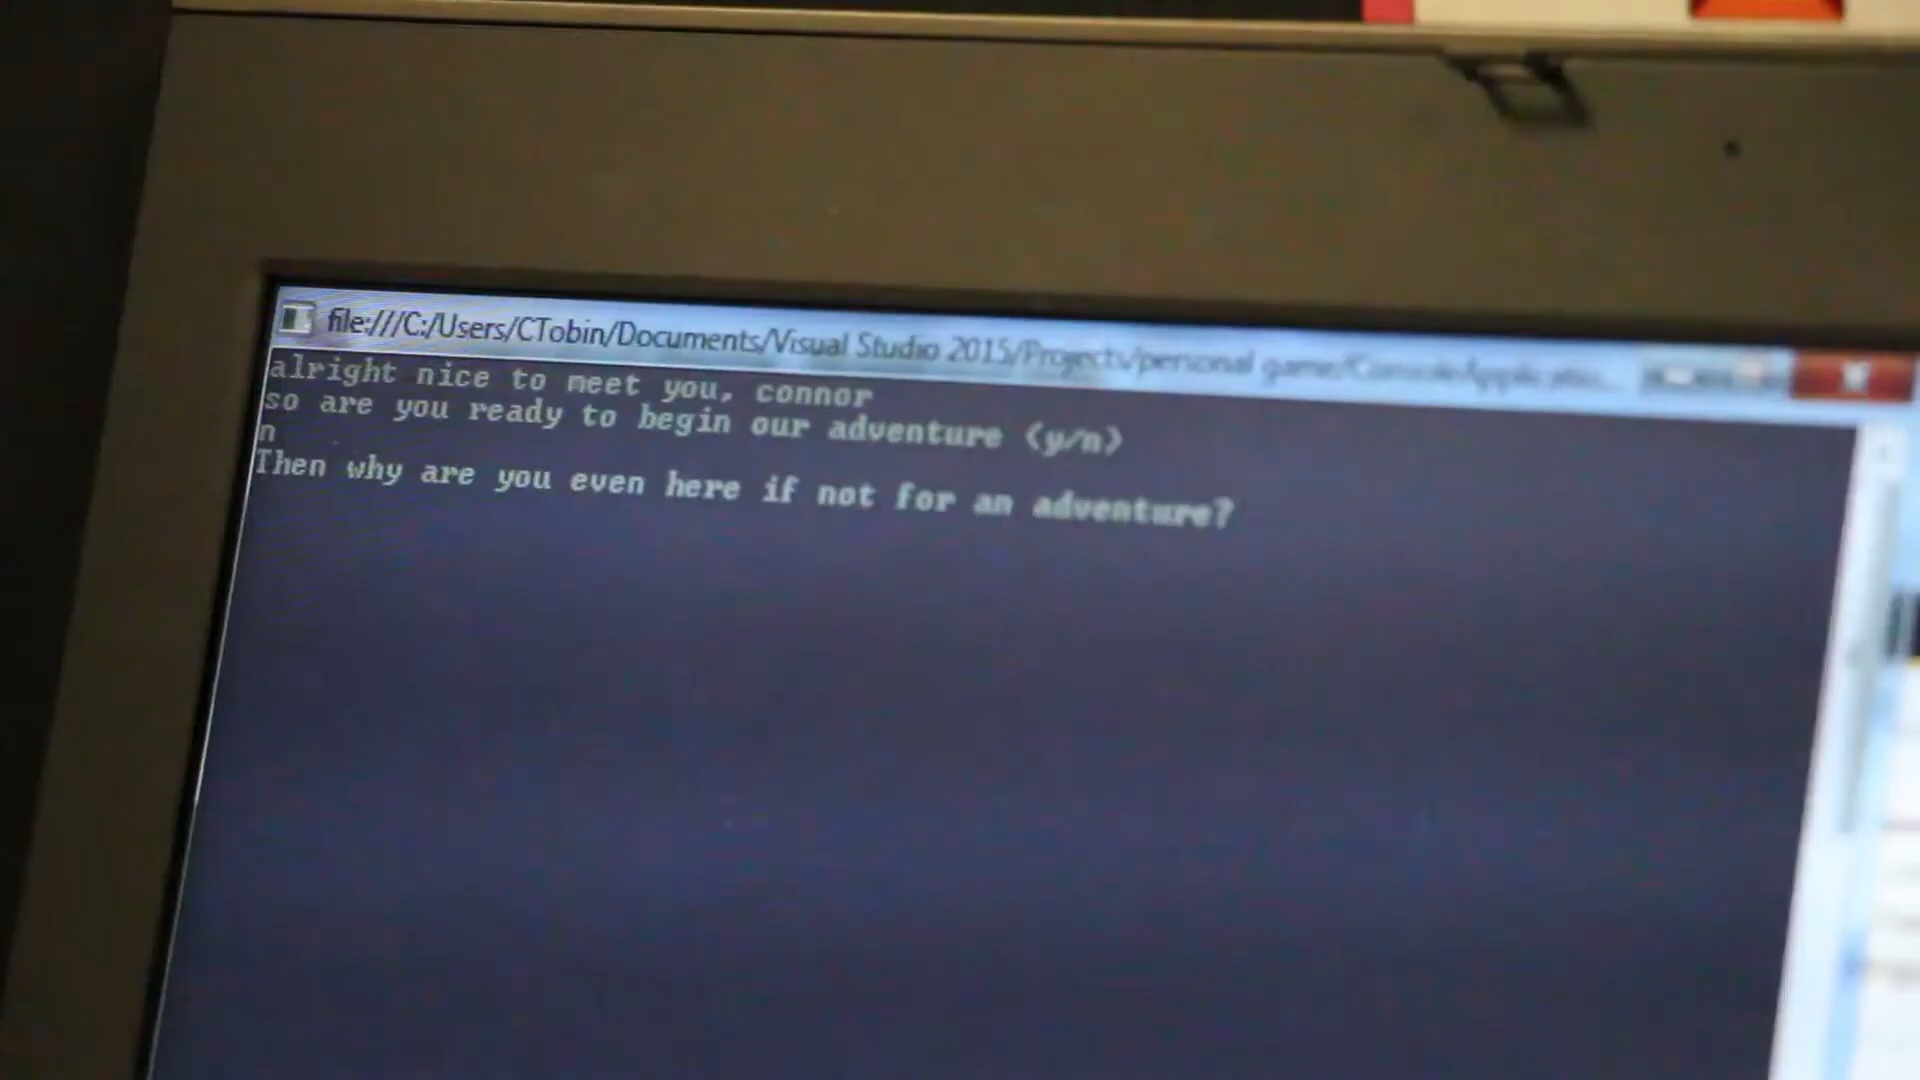 file:///C:/Users/CTobin/Documents/Visual Studio 2015/Projects/personal game/ConsoleApplicatio...
alright nice to meet you, connor
so are you ready to begin our adventure (y/n)
n
Then why are you even here if not for an adventure?